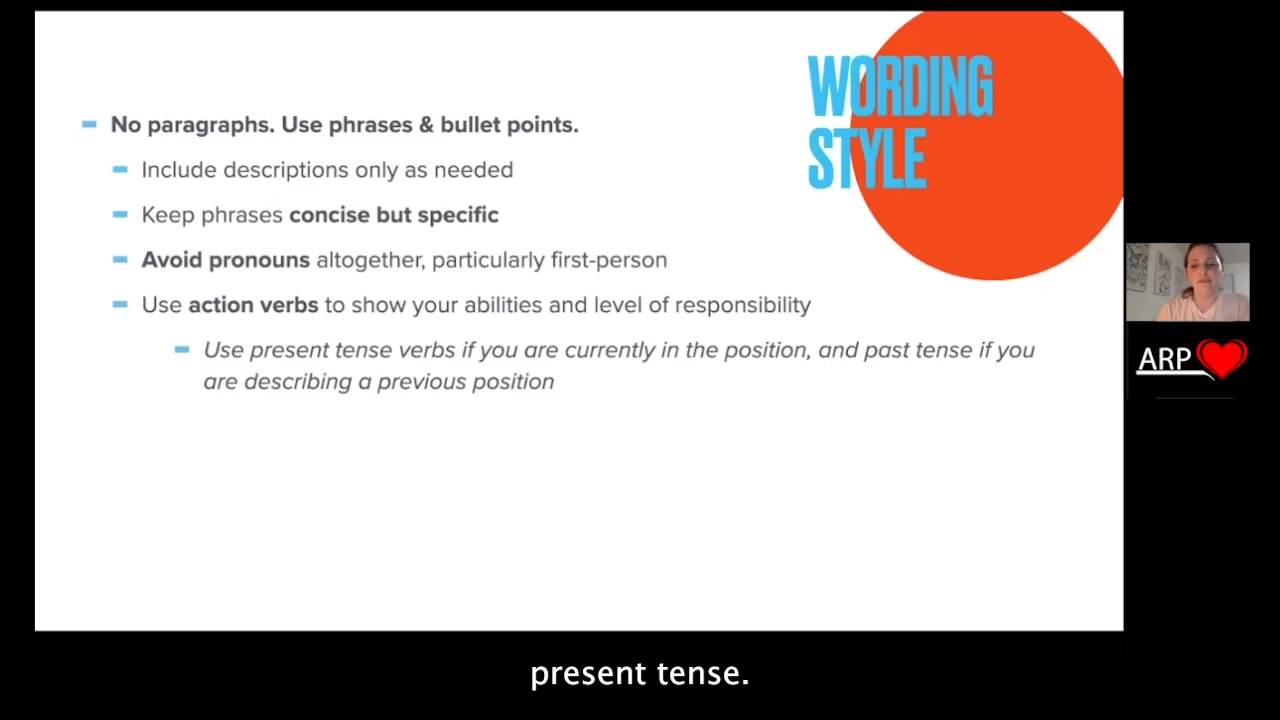 WORDING
STYLE
No paragraphs. Use phrases & bullet points.
Include descriptions only as needed
Keep phrases concise but specific
Avoid pronouns altogether, particularly first-person
Use action verbs to show your abilities and level of responsibility
Use present tense verbs if you are currently in the position, and past tense if you
are describing a previous position
ARP
present tense.